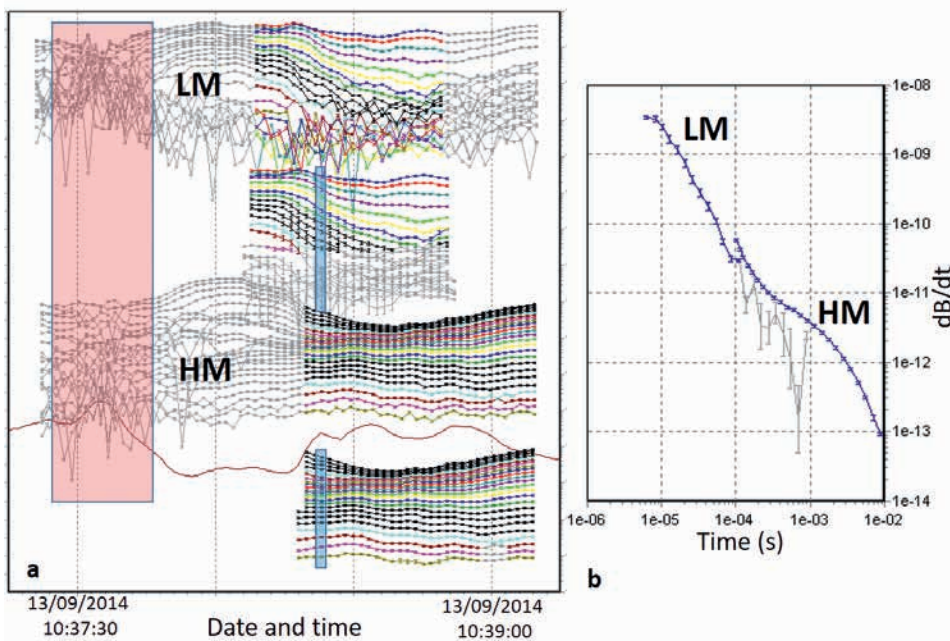 LM
HM
a
13/09/2014
10:37:30
Date and time
13/09/2014
10:39:00
LM
HM
1e-08
1e-09
1e-10
1e-11
1e-12
1e-13
1e-14
dB/dt
1e-06
1e-05
1e-04
1e-03
1e-02
Time (s)
b